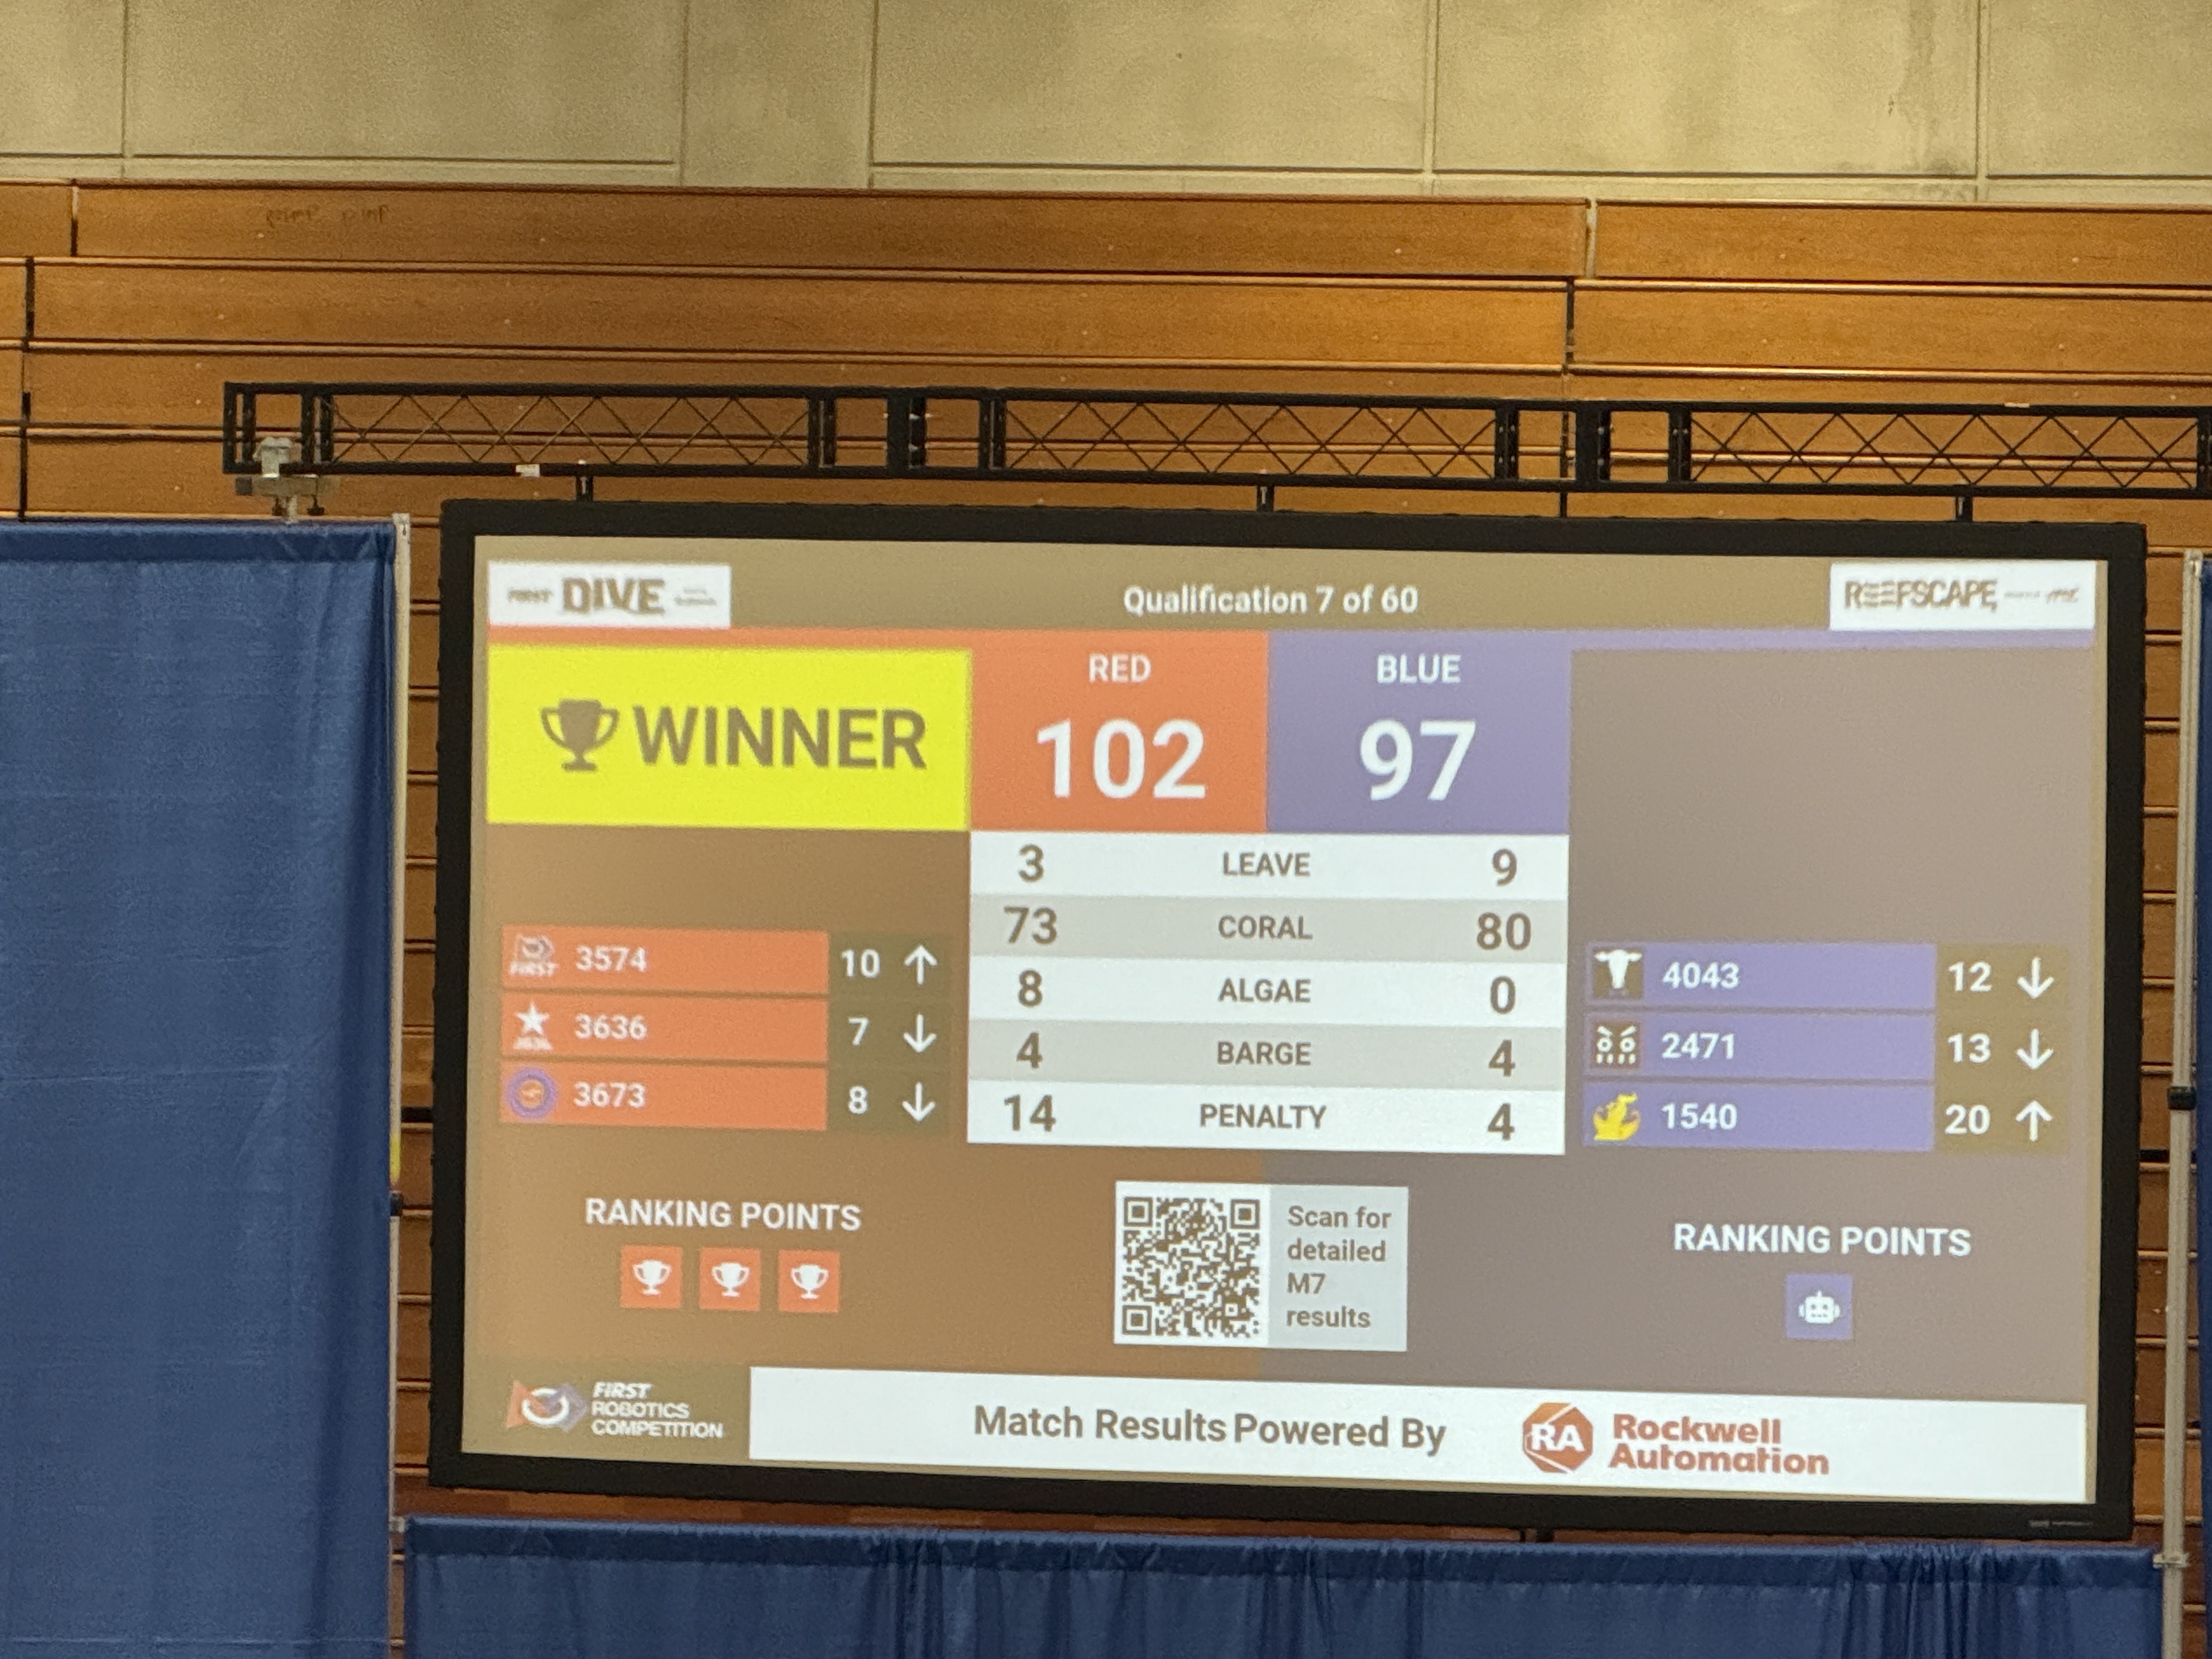 FIRST DIVE
Qualification 7 of 60
REEFSCAPE
WINNER
RED
BLUE
102
97
3 LEAVE 9
73 CORAL 80
8 ALGAE 0
4 BARGE 4
14 PENALTY 4
FIRST
3574 10 ↑
3636 7 ↓
3673 8 ↓
4043 12 ↓
2471 13 ↓
1540 20 ↑
RANKING POINTS
Scan for
detailed
M7
results
RANKING POINTS
FIRST
ROBOTICS
COMPETITION
Match Results Powered By
RA
Rockwell
Automation